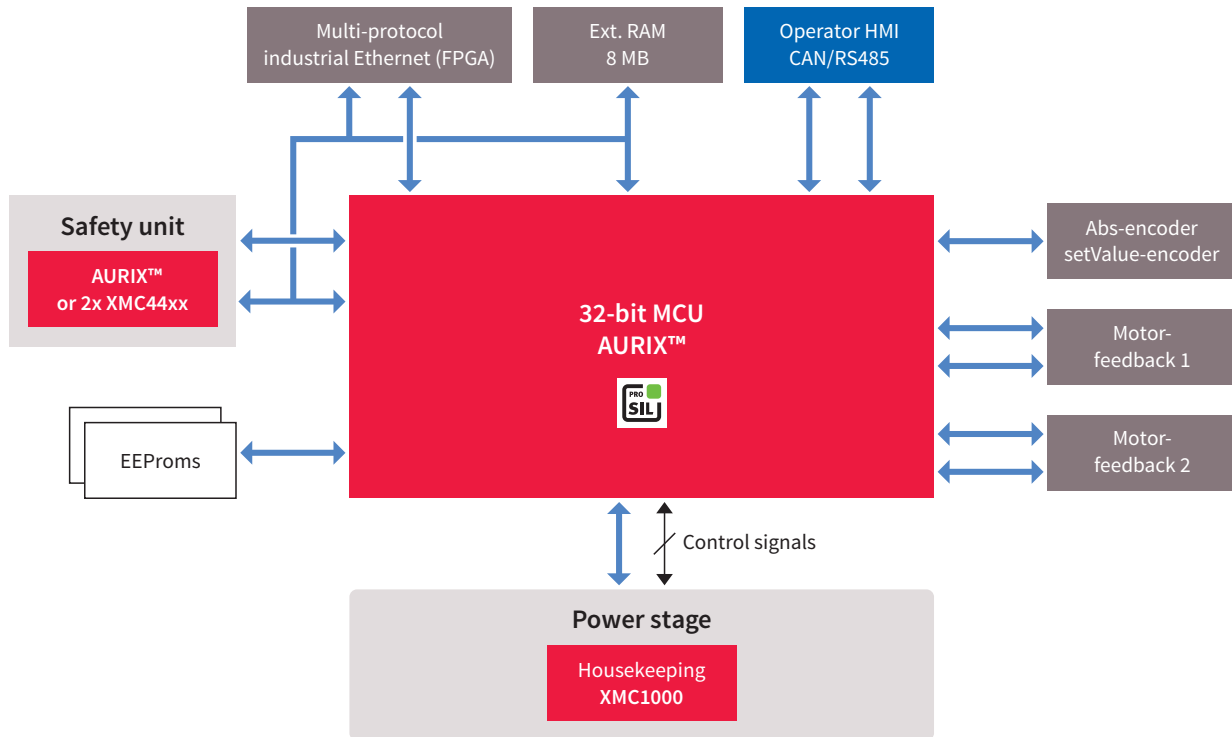 Multi-protocol
industrial Ethernet (FPGA)
Ext. RAM
8 MB
Operator HMI
CAN/RS485
Safety unit
AURIX™
or 2x XMC44xx
Abs-encoder
setValue-encoder
32-bit MCU
AURIX™
PRO
SIL
Motor-
feedback 1
Motor-
feedback 2
EEProms
Control signals
Power stage
Housekeeping
XMC1000